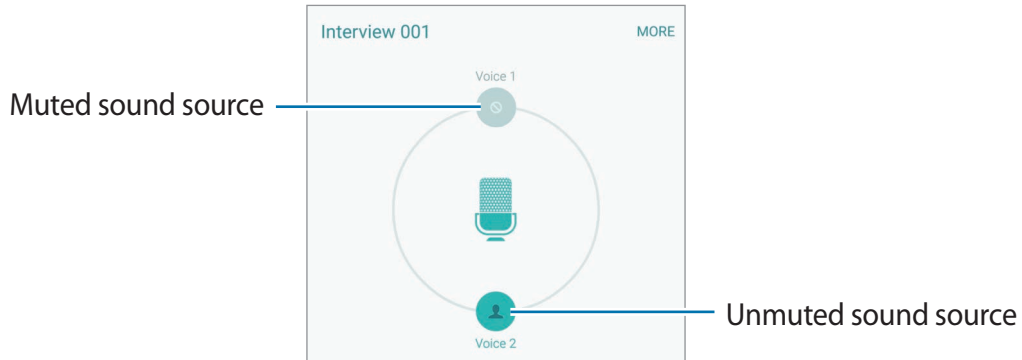 Interview 001
MORE
Voice 1
Muted sound source
Unmuted sound source
Voice 2